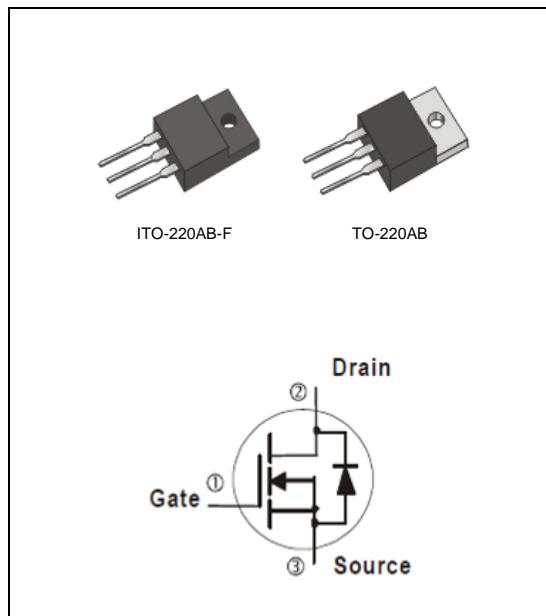 ITO-220AB-F
TO-220AB
Drain
②
①
Gate
③
Source